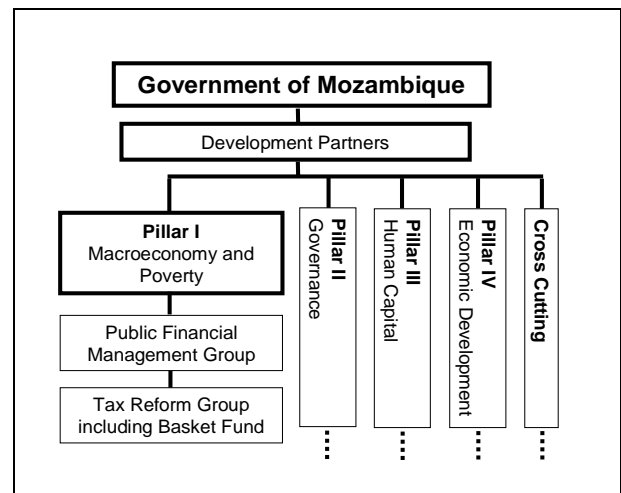 Government of Mozambique
Development Partners
Pillar I
Macroeconomy and
Poverty
Public Financial
Management Group
Tax Reform Group
including Basket Fund
Pillar II
Governance
Pillar III
Human Capital
Pillar IV
Economic Development
Cross Cutting